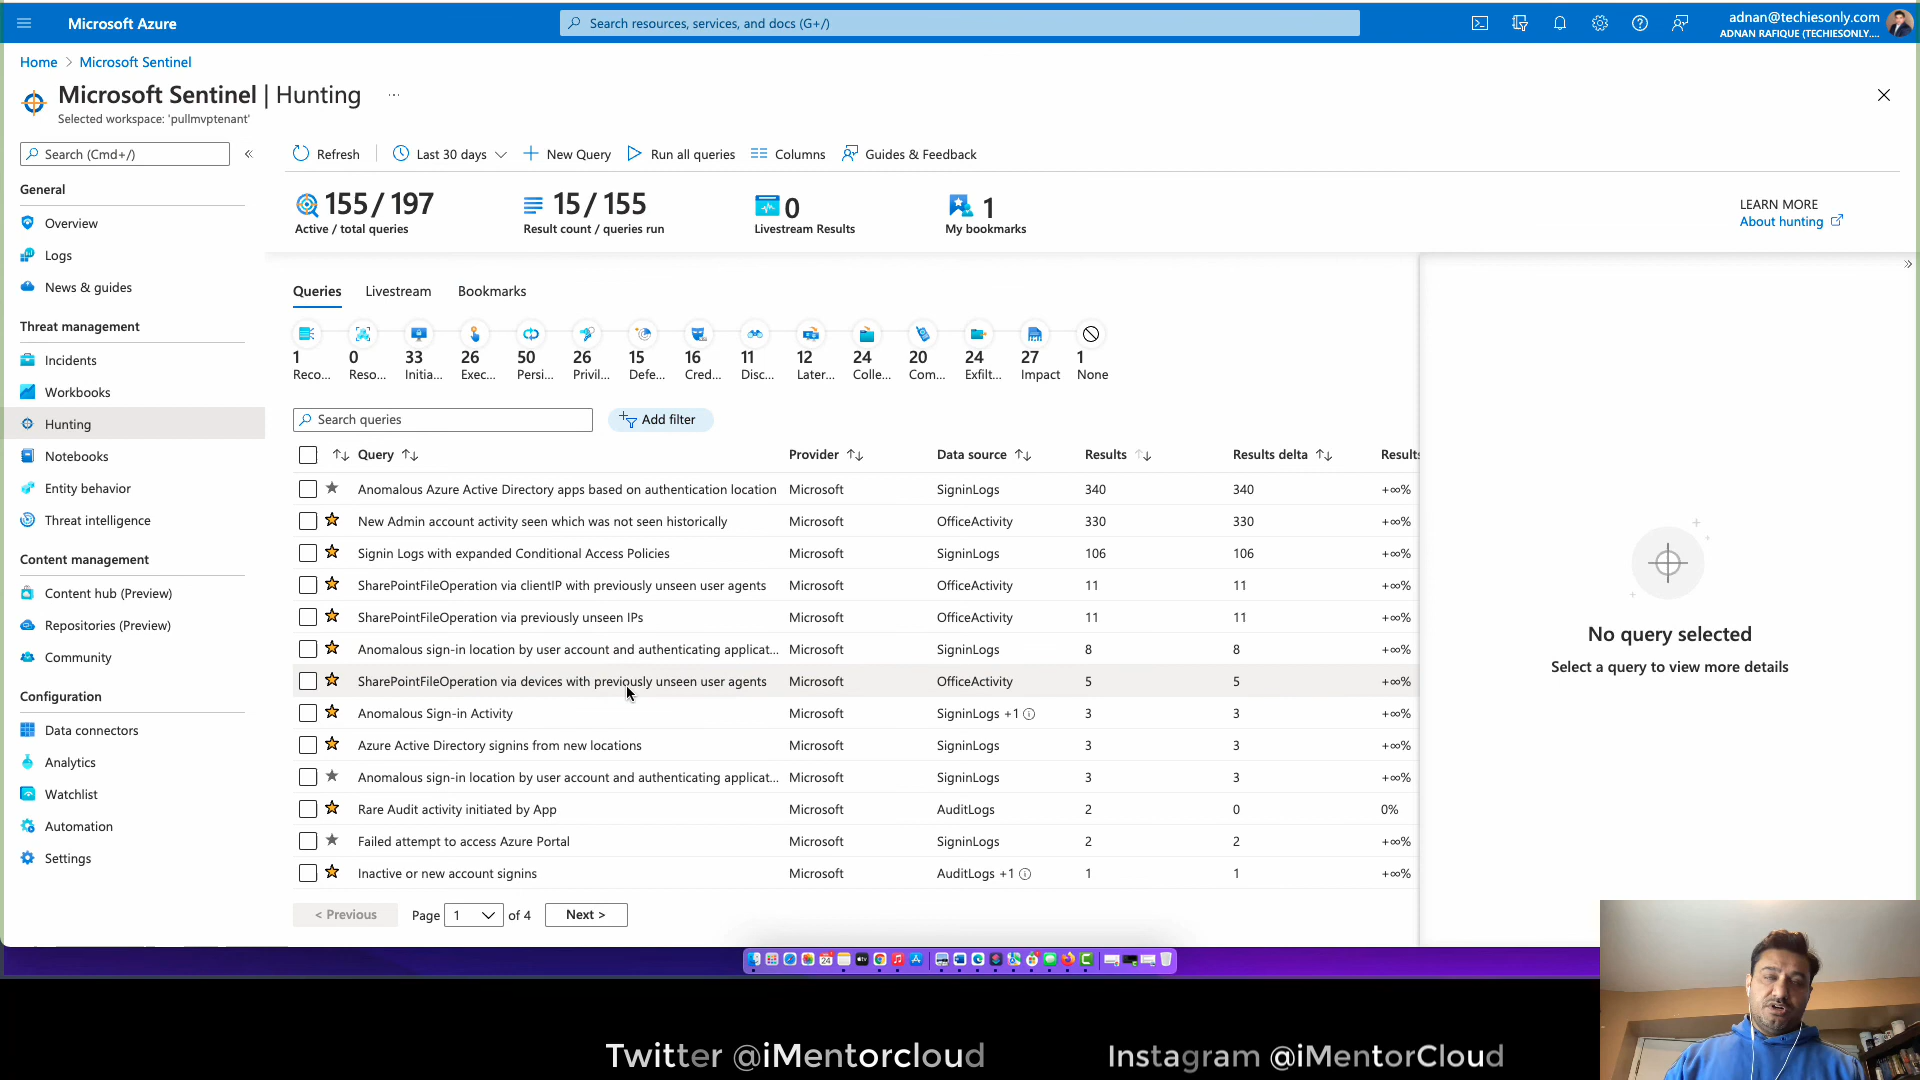 Microsoft Azure
Search resources, services, and docs (G+/)
adnan@techiesonly.com
ADNAN RAFIQUE (TECHIESONLY....
Home > Microsoft Sentinel
Microsoft Sentinel | Hunting ...
Selected workspace: 'pullmvptenant'
Search (Cmd+/)
«
General
Overview
Logs
News & guides
Threat management
Incidents
Workbooks
Hunting
Notebooks
Entity behavior
Threat intelligence
Content management
Content hub (Preview)
Repositories (Preview)
Community
Configuration
Data connectors
Analytics
Watchlist
Automation
Settings
Refresh Last 30 days New Query Run all queries Columns Guides & Feedback
155 / 197 15 / 155 0 1
Active / total queries Result count / queries run Livestream Results My bookmarks
LEARN MORE
About hunting
Queries Livestream Bookmarks
1 0 33 26 50 26 15 16 11 12 24 20 24 27 1
Reco... Reso... Initia... Exec... Persi... Privil... Defe... Cred... Disc... Later... Colle... Com... Exfilt... Impact None
Search queries Add filter
Query Provider Data source Results Results delta Results
Anomalous Azure Active Directory apps based on authentication location Microsoft SigninLogs 340 340 +∞%
New Admin account activity seen which was not seen historically Microsoft OfficeActivity 330 330 +∞%
Signin Logs with expanded Conditional Access Policies Microsoft SigninLogs 106 106 +∞%
SharePointFileOperation via clientIP with previously unseen user agents Microsoft OfficeActivity 11 11 +∞%
SharePointFileOperation via previously unseen IPs Microsoft OfficeActivity 11 11 +∞%
Anomalous sign-in location by user account and authenticating applicat... Microsoft SigninLogs 8 8 +∞%
SharePointFileOperation via devices with previously unseen user agents Microsoft OfficeActivity 5 5 +∞%
Anomalous Sign-in Activity Microsoft SigninLogs +1 3 3 +∞%
Azure Active Directory signins from new locations Microsoft SigninLogs 3 3 +∞%
Anomalous sign-in location by user account and authenticating applicat... Microsoft SigninLogs 3 3 +∞%
Rare Audit activity initiated by App Microsoft AuditLogs 2 0 0%
Failed attempt to access Azure Portal Microsoft SigninLogs 2 2 +∞%
Inactive or new account signins Microsoft AuditLogs +1 1 1 +∞%
< Previous Page 1 of 4 Next >
»
No query selected
Select a query to view more details
Twitter @iMentorcloud Instagram @iMentorCloud